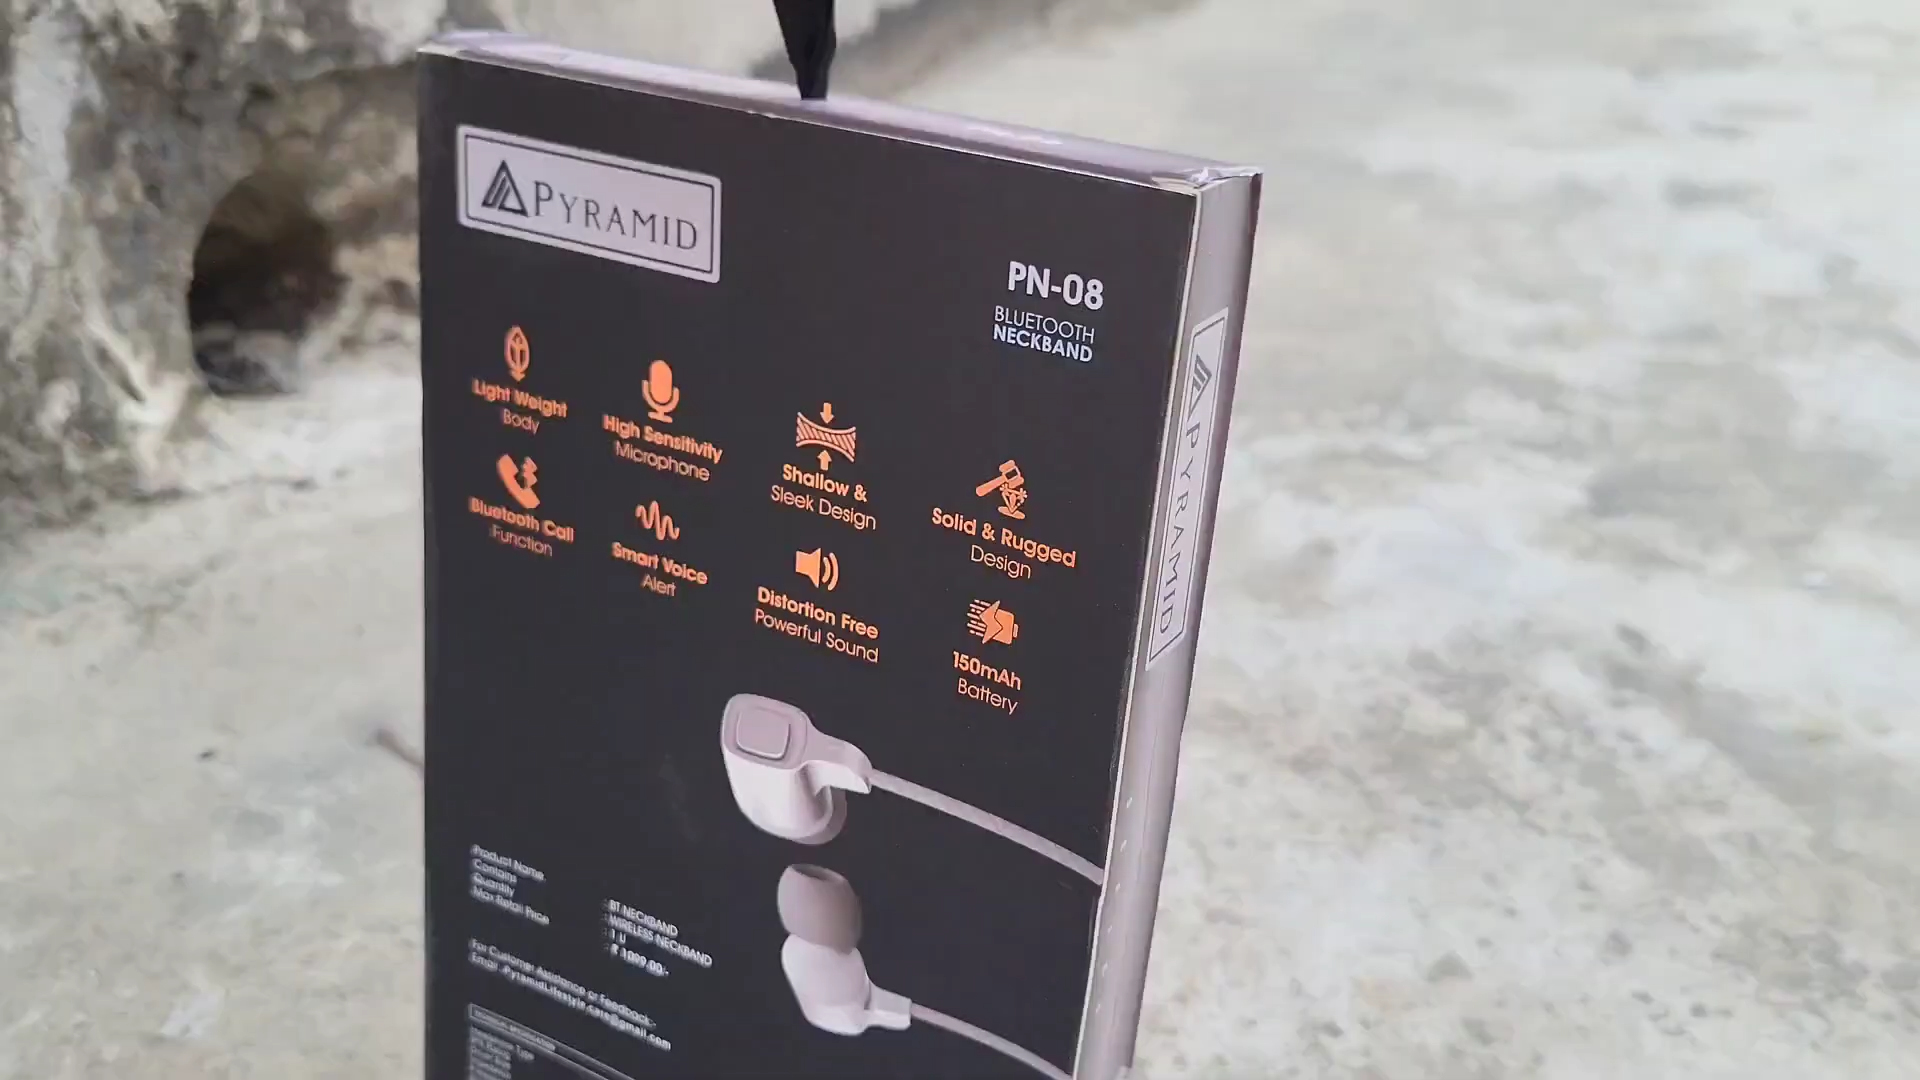 PYRAMID
PN-08
BLUETOOTH
NECKBAND
Light Weight
Body
High Sensitivity
Microphone
Shallow &
Sleek Design
Solid & Rugged
Design
Bluetooth Call
Function
Smart Voice
Alert
Distortion Free
Powerful Sound
150mAh
Battery
Product Name
Contains
Quantity
Max Retail Price
: BT NECKBAND
: WIRELESS NECKBAND
: 1 U
: ₹ 1099.00/-
For Customer Assistance or Feedback:-
Email :PyramidLifestyle.care@gmail.com
PYRAMID